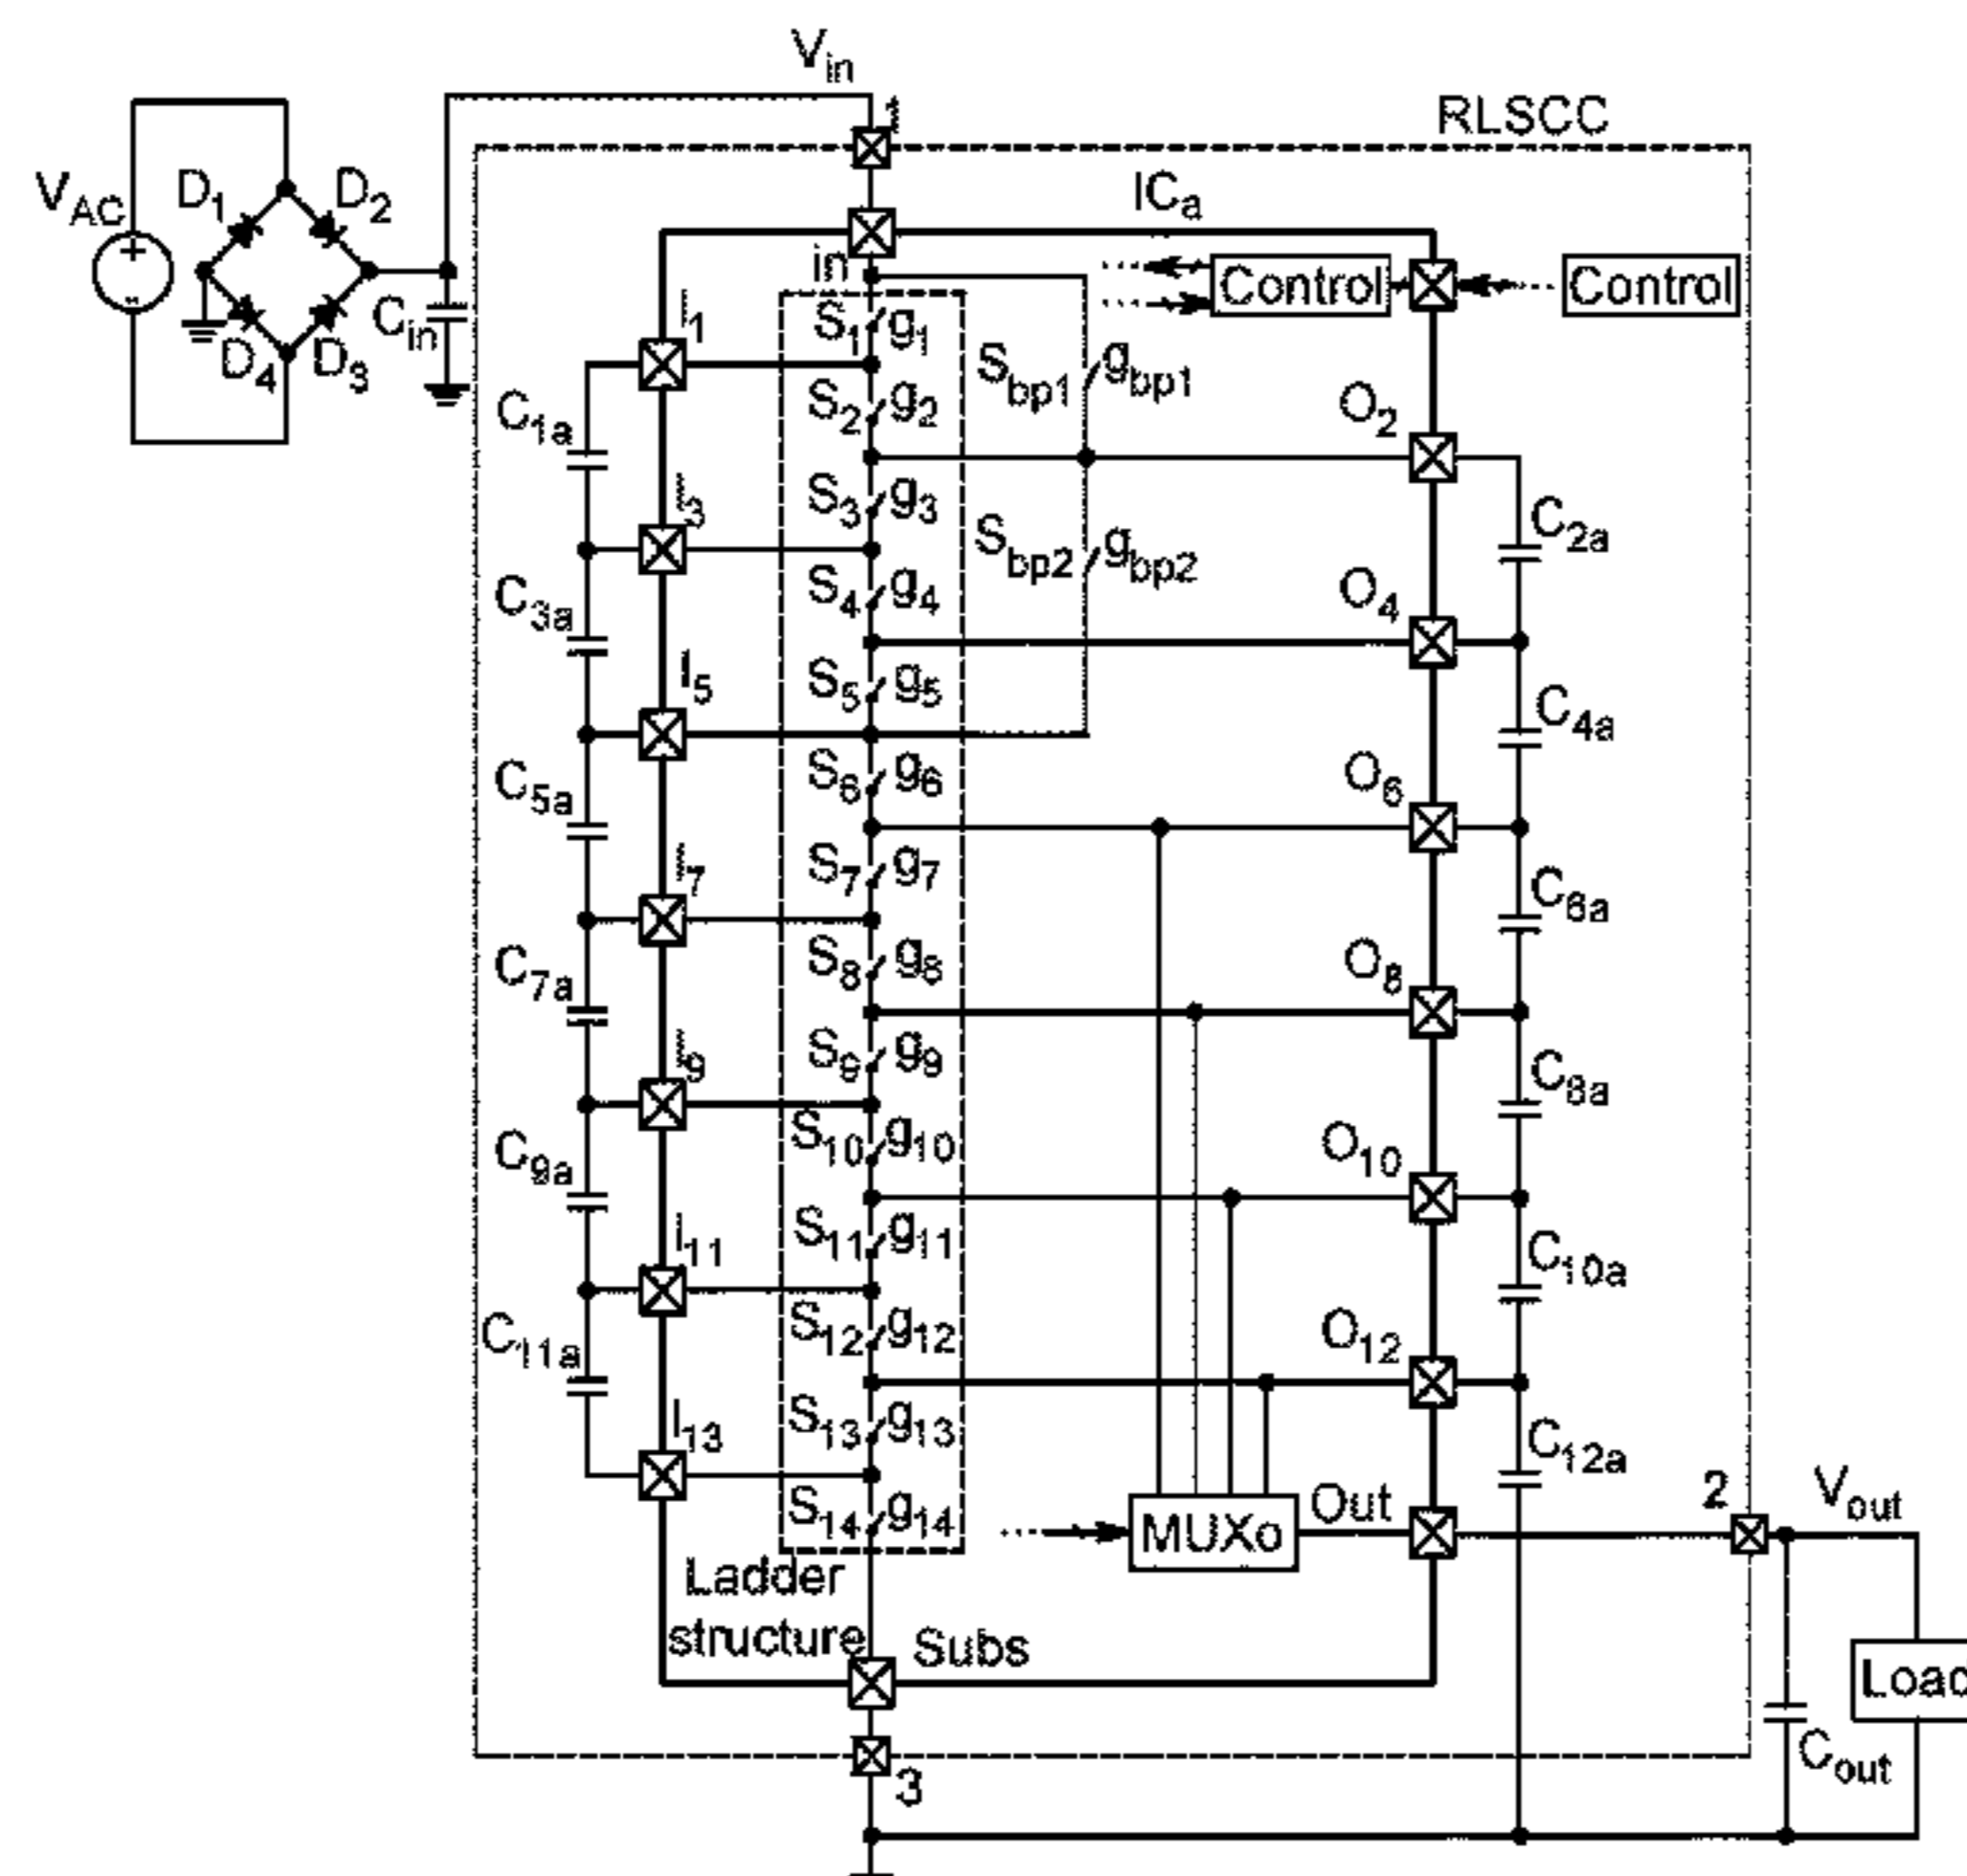 V_in
1
RLSCC
V_AC
D_1
D_2
D_4
D_3
C_in
IC_a
in
Control
Control
I_1
S_1 g_1
C_1a
S_2 g_2
S_bp1 g_bp1
O_2
I_3
S_3 g_3
C_2a
S_bp2 g_bp2
C_3a
S_4 g_4
O_4
I_5
S_5 g_5
C_4a
C_5a
S_6 g_6
O_6
I_7
S_7 g_7
C_6a
C_7a
S_8 g_8
O_8
I_9
S_9 g_9
C_8a
C_9a
S_10 g_10
O_10
I_11
S_11 g_11
C_10a
C_11a
S_12 g_12
O_12
I_13
S_13 g_13
C_12a
S_14 g_14
MUXo
Out
2
V_out
Ladder
structure
Subs
Load
C_out
3